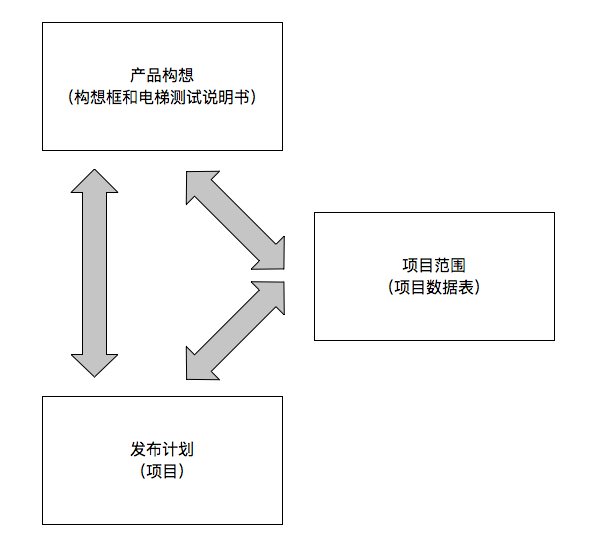 产品构想
（构想框和电梯测试说明书）
项目范围
（项目数据表）
发布计划
（项目）